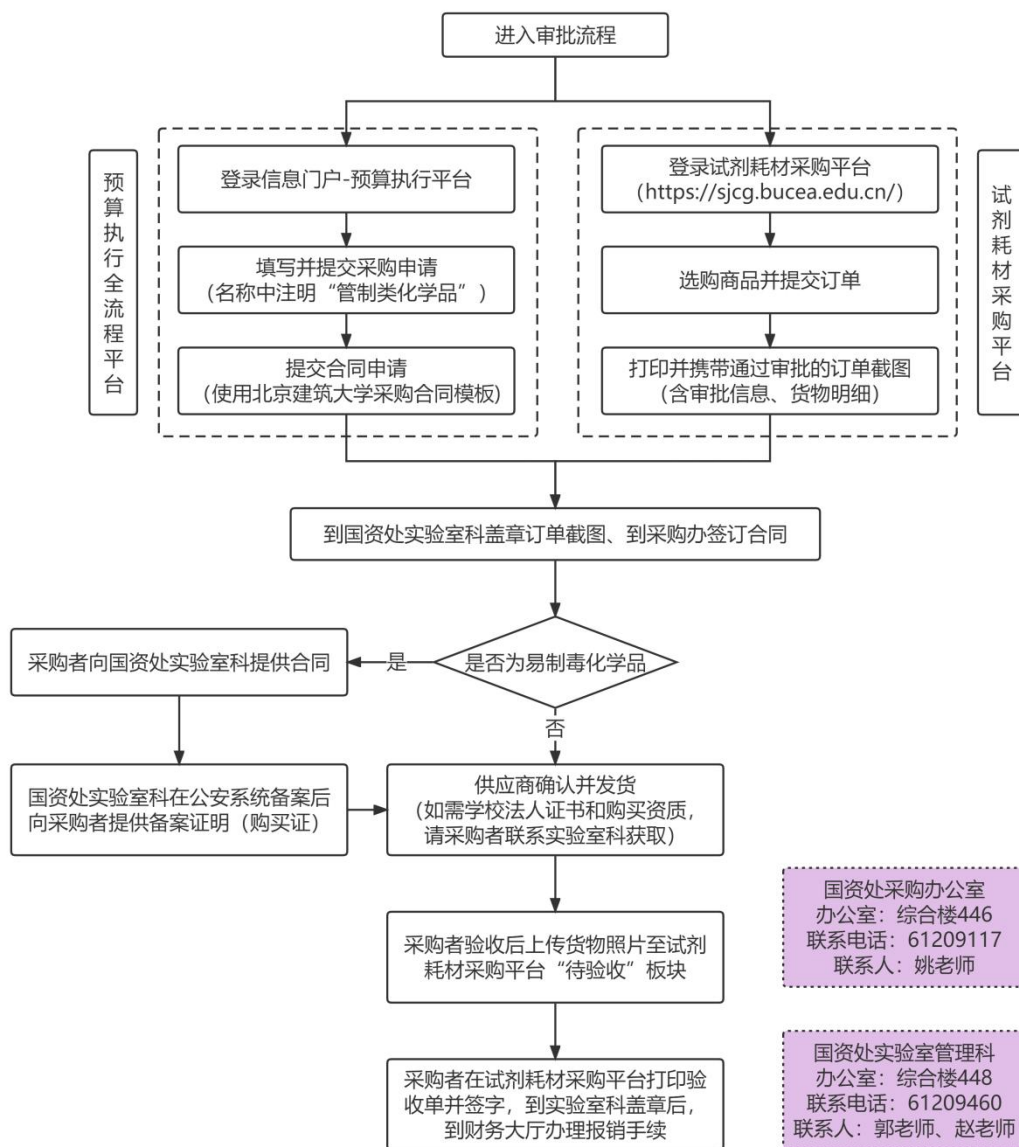 进入审批流程
预算执行全流程平台
登录信息门户-预算执行平台
填写并提交采购申请
（名称中注明“管制类化学品”）
提交合同申请
(使用北京建筑大学采购合同模板)
登录试剂耗材采购平台
（https://sjcg.bucea.edu.cn/）
选购商品并提交订单
打印并携带通过审批的订单截图
（含审批信息、货物明细）
试剂耗材采购平台
到国资处实验室科盖章订单截图、到采购办签订合同
是否为易制毒化学品
是
采购者向国资处实验室科提供合同
国资处实验室科在公安系统备案后
向采购者提供备案证明（购买证）
否
供应商确认并发货
（如需学校法人证书和购买资质，
请采购者联系实验室科获取）
采购者验收后上传货物照片至试剂
耗材采购平台“待验收”板块
采购者在试剂耗材采购平台打印验
收单并签字，到实验室科盖章后，
到财务大厅办理报销手续
国资处采购办公室
办公室：综合楼446
联系电话：61209117
联系人：姚老师
国资处实验室管理科
办公室：综合楼448
联系电话：61209460
联系人：郭老师、赵老师